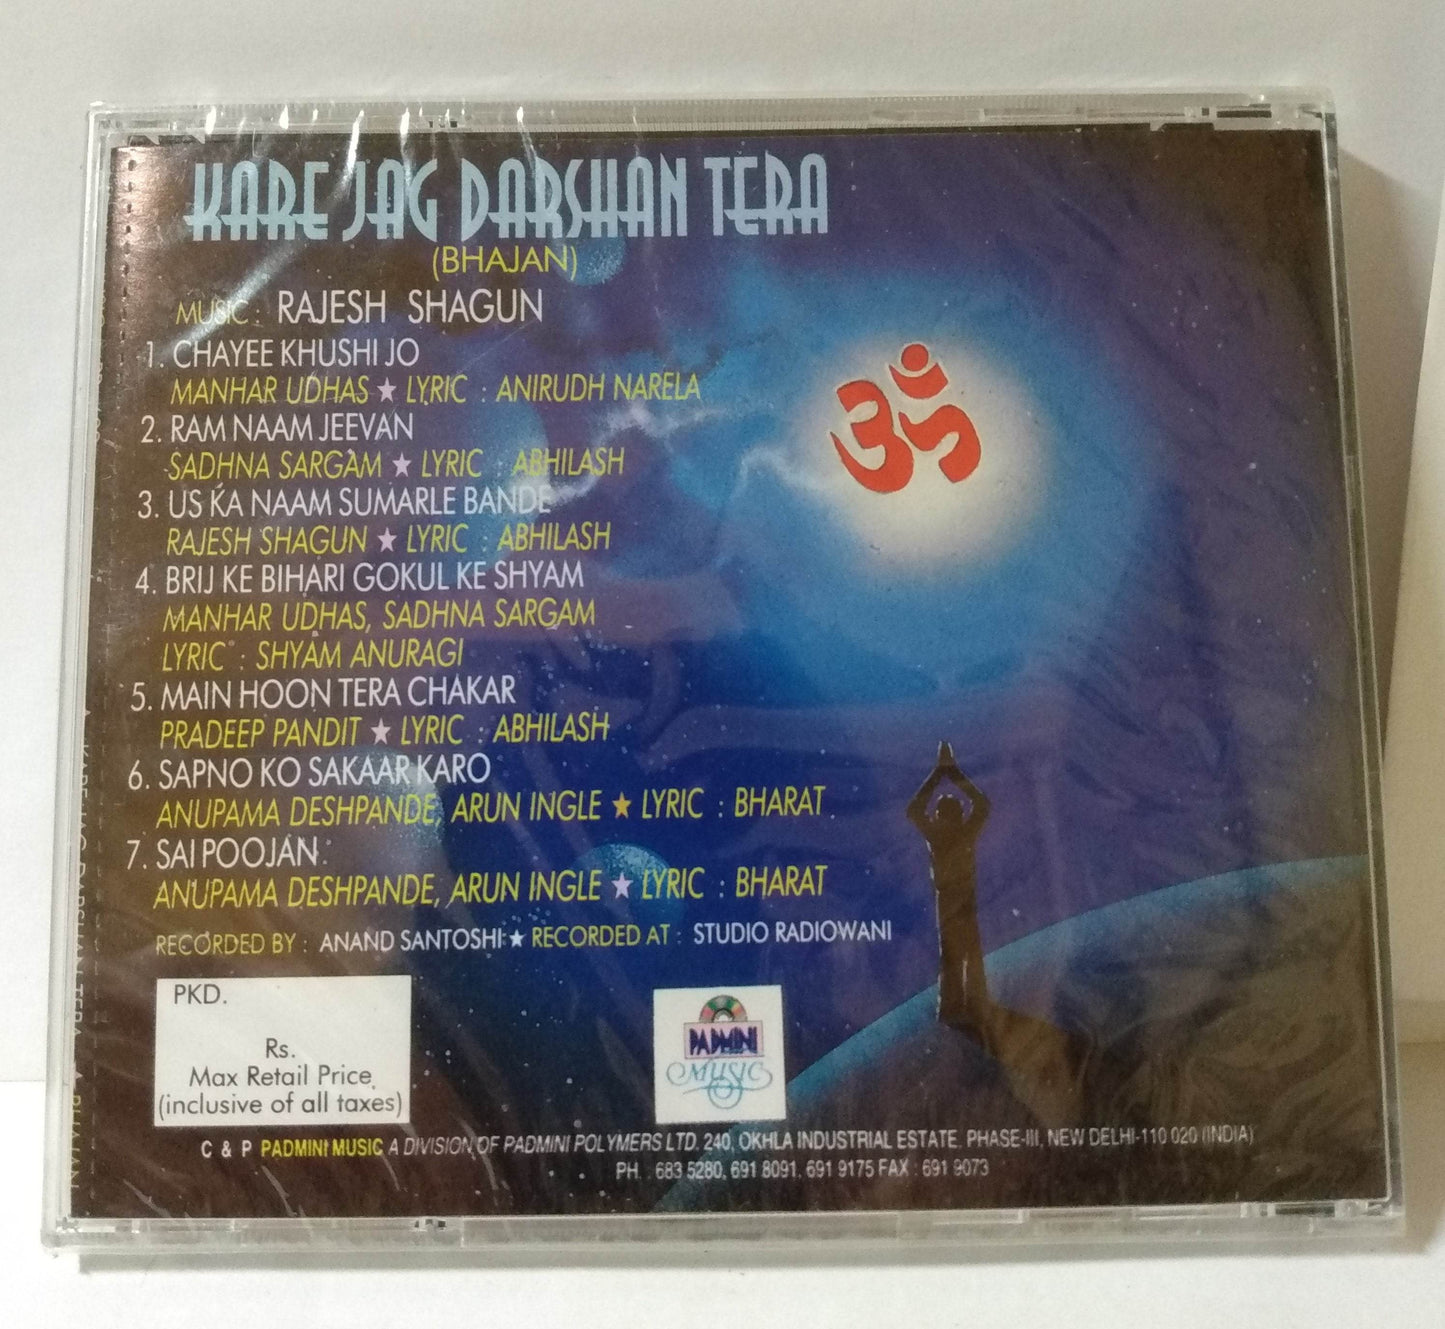 KARE JAG DARSHAN TERA
(BHAJAN)
MUSIC : RAJESH SHAGUN
1. CHAYEE KHUSHI JO
MANHAR UDHAS ★ LYRIC : ANIRUDH NARELA
2. RAM NAAM JEEVAN
SADHNA SARGAM ★ LYRIC : ABHILASH
3. US KA NAAM SUMARLE BANDE
RAJESH SHAGUN ★ LYRIC : ABHILASH
4. BRIJ KE BIHARI GOKUL KE SHYAM
MANHAR UDHAS, SADHNA SARGAM
LYRIC : SHYAM ANURAGI
5. MAIN HOON TERA CHAKAR
PRADEEP PANDIT ★ LYRIC : ABHILASH
6. SAPNO KO SAKAAR KARO
ANUPAMA DESHPANDE, ARUN INGLE ★ LYRIC : BHARAT
7. SAI POOJAN
ANUPAMA DESHPANDE, ARUN INGLE ★ LYRIC : BHARAT
RECORDED BY : ANAND SANTOSHI ★ RECORDED AT : STUDIO RADIOWANI
PKD.
Rs.
Max Retail Price
(inclusive of all taxes)
PADMINI
MUSIC
C & P PADMINI MUSIC A DIVISION OF PADMINI POLYMERS LTD. 240, OKHLA INDUSTRIAL ESTATE. PHASE-III, NEW DELHI-110 020 (INDIA)
PH. : 683 5280, 691 8091, 691 9175 FAX : 691 9073
ॐ
KARE JAG DARSHAN TERA ▲ BHAJAN